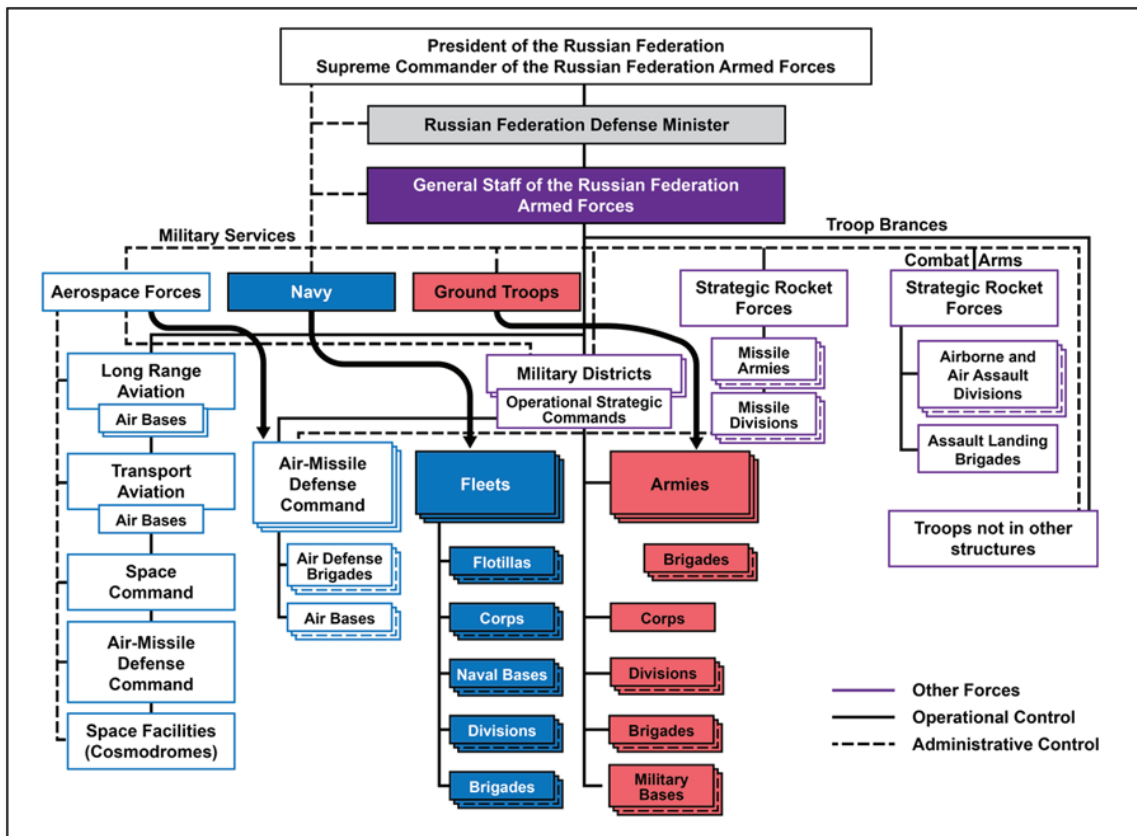 President of the Russian Federation
Supreme Commander of the Russian Federation Armed Forces
Russian Federation Defense Minister
General Staff of the Russian Federation
Armed Forces
Military Services
Troop Brances
Combat Arms
Aerospace Forces
Navy
Ground Troops
Strategic Rocket
Forces
Strategic Rocket
Forces
Long Range
Aviation
Air Bases
Transport
Aviation
Air Bases
Space
Command
Air-Missile
Defense
Command
Space Facilities
(Cosmodromes)
Military Districts
Operational Strategic
Commands
Air-Missile
Defense
Command
Air Defense
Brigades
Air Bases
Fleets
Flotillas
Corps
Naval Bases
Divisions
Brigades
Armies
Brigades
Corps
Divisions
Brigades
Military
Bases
Missile
Armies
Missile
Divisions
Airborne and
Air Assault
Divisions
Assault Landing
Brigades
Troops not in other
structures
Other Forces
Operational Control
Administrative Control